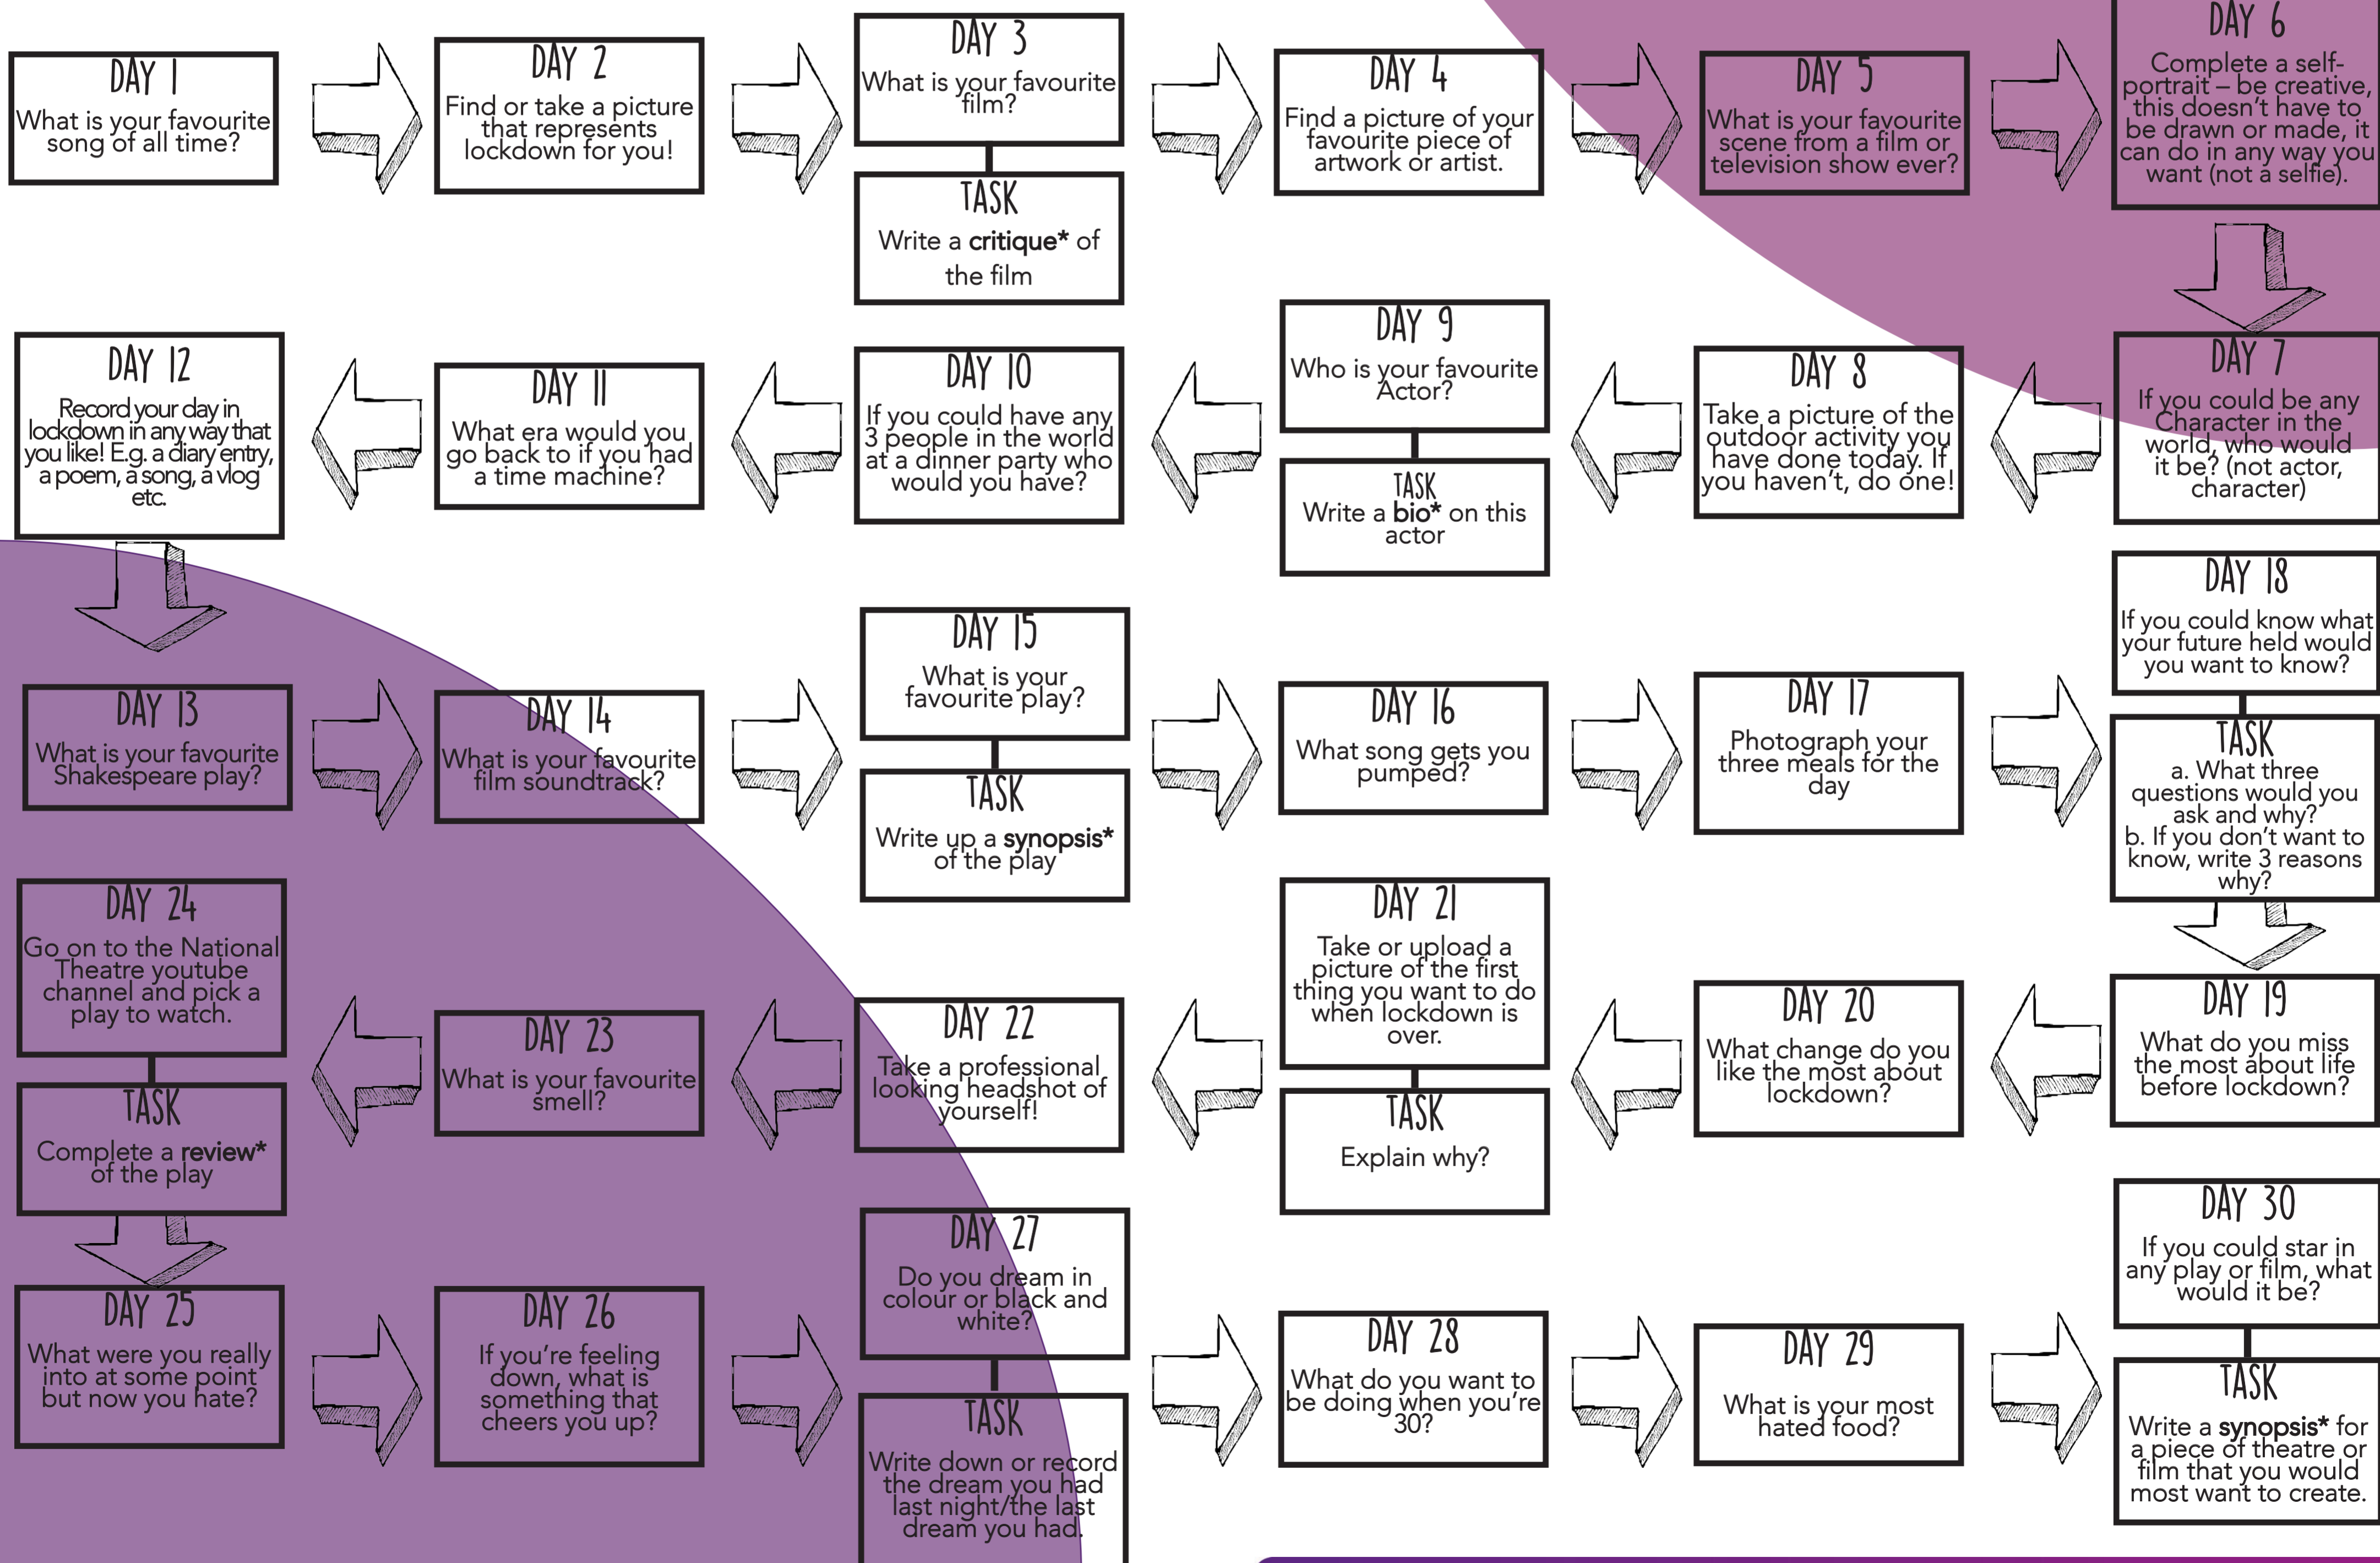 DAY 1
What is your favourite
song of all time?
DAY 2
Find or take a picture
that represents
lockdown for you!
DAY 3
What is your favourite
film?
TASK
Write a critique* of
the film
DAY 4
Find a picture of your
favourite piece of
artwork or artist.
DAY 5
What is your favourite
scene from a film or
television show ever?
DAY 6
Complete a self-
portrait – be creative,
this doesn't have to
be drawn or made, it
can do in any way you
want (not a selfie).
DAY 7
If you could be any
Character in the
world, who would
it be? (not actor,
character)
DAY 8
Take a picture of the
outdoor activity you
have done today. If
you haven't, do one!
DAY 9
Who is your favourite
Actor?
TASK
Write a bio* on this
actor
DAY 10
If you could have any
3 people in the world
at a dinner party who
would you have?
DAY 11
What era would you
go back to if you had
a time machine?
DAY 12
Record your day in
lockdown in any way that
you like! E.g. a diary entry,
a poem, a song, a vlog
etc.
DAY 13
What is your favourite
Shakespeare play?
DAY 14
What is your favourite
film soundtrack?
DAY 15
What is your
favourite play?
TASK
Write up a synopsis*
of the play
DAY 16
What song gets you
pumped?
DAY 17
Photograph your
three meals for the
day
DAY 18
If you could know what
your future held would
you want to know?
TASK
a. What three
questions would you
ask and why?
b. If you don't want to
know, write 3 reasons
why?
DAY 19
What do you miss
the most about life
before lockdown?
DAY 20
What change do you
like the most about
lockdown?
DAY 21
Take or upload a
picture of the first
thing you want to do
when lockdown is
over.
TASK
Explain why?
DAY 22
Take a professional
looking headshot of
yourself!
DAY 23
What is your favourite
smell?
DAY 24
Go on to the National
Theatre youtube
channel and pick a
play to watch.
TASK
Complete a review*
of the play
DAY 25
What were you really
into at some point
but now you hate?
DAY 26
If you're feeling
down, what is
something that
cheers you up?
DAY 27
Do you dream in
colour or black and
white?
TASK
Write down or record
the dream you had
last night/the last
dream you had.
DAY 28
What do you want to
be doing when you're
30?
DAY 29
What is your most
hated food?
DAY 30
If you could star in
any play or film, what
would it be?
TASK
Write a synopsis* for
a piece of theatre or
film that you would
most want to create.